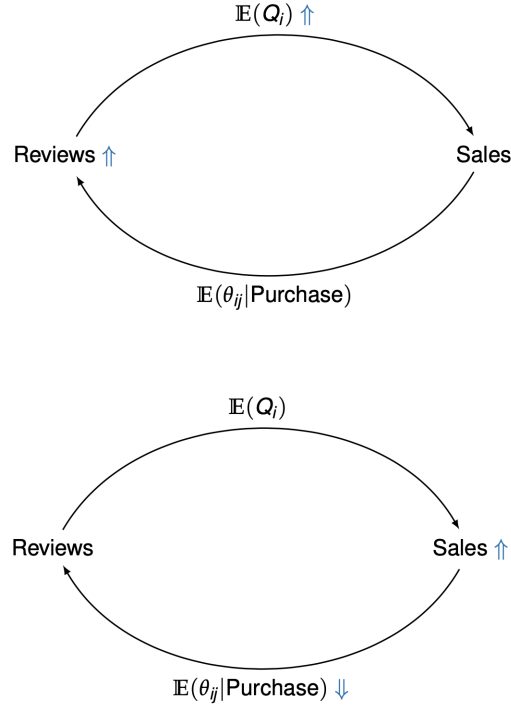 𝔼(Qᵢ) ⇑
Reviews ⇑ Sales
𝔼(θᵢⱼ|Purchase)
𝔼(Qᵢ)
Reviews Sales ⇑
𝔼(θᵢⱼ|Purchase) ⇓